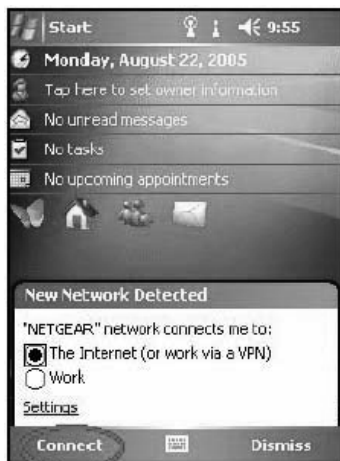 Start 9:55
Monday, August 22, 2005
Tap here to set owner information
No unread messages
No tasks
No upcoming appointments
New Network Detected
"NETGEAR" network connects me to:
The Internet (or work via a VPN)
Work
Settings
Connect Dismiss